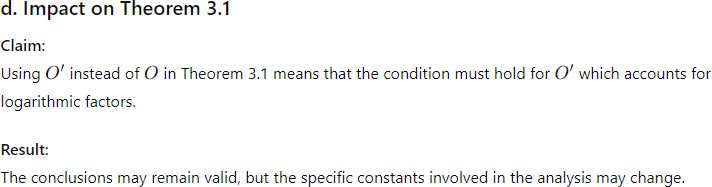 d. Impact on Theorem 3.1
Claim:
Using O′ instead of O in Theorem 3.1 means that the condition must hold for O′ which accounts for
logarithmic factors.
Result:
The conclusions may remain valid, but the specific constants involved in the analysis may change.